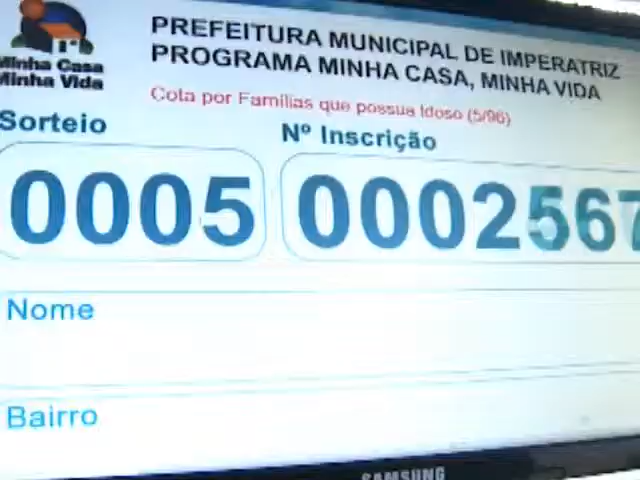 Minha Casa
Minha Vida
PREFEITURA MUNICIPAL DE IMPERATRIZ
PROGRAMA MINHA CASA, MINHA VIDA
Cota por Famílias que possua Idoso (5/96)
Sorteio
Nº Inscrição
0005
0002567
Nome
Bairro
SAMSUNG